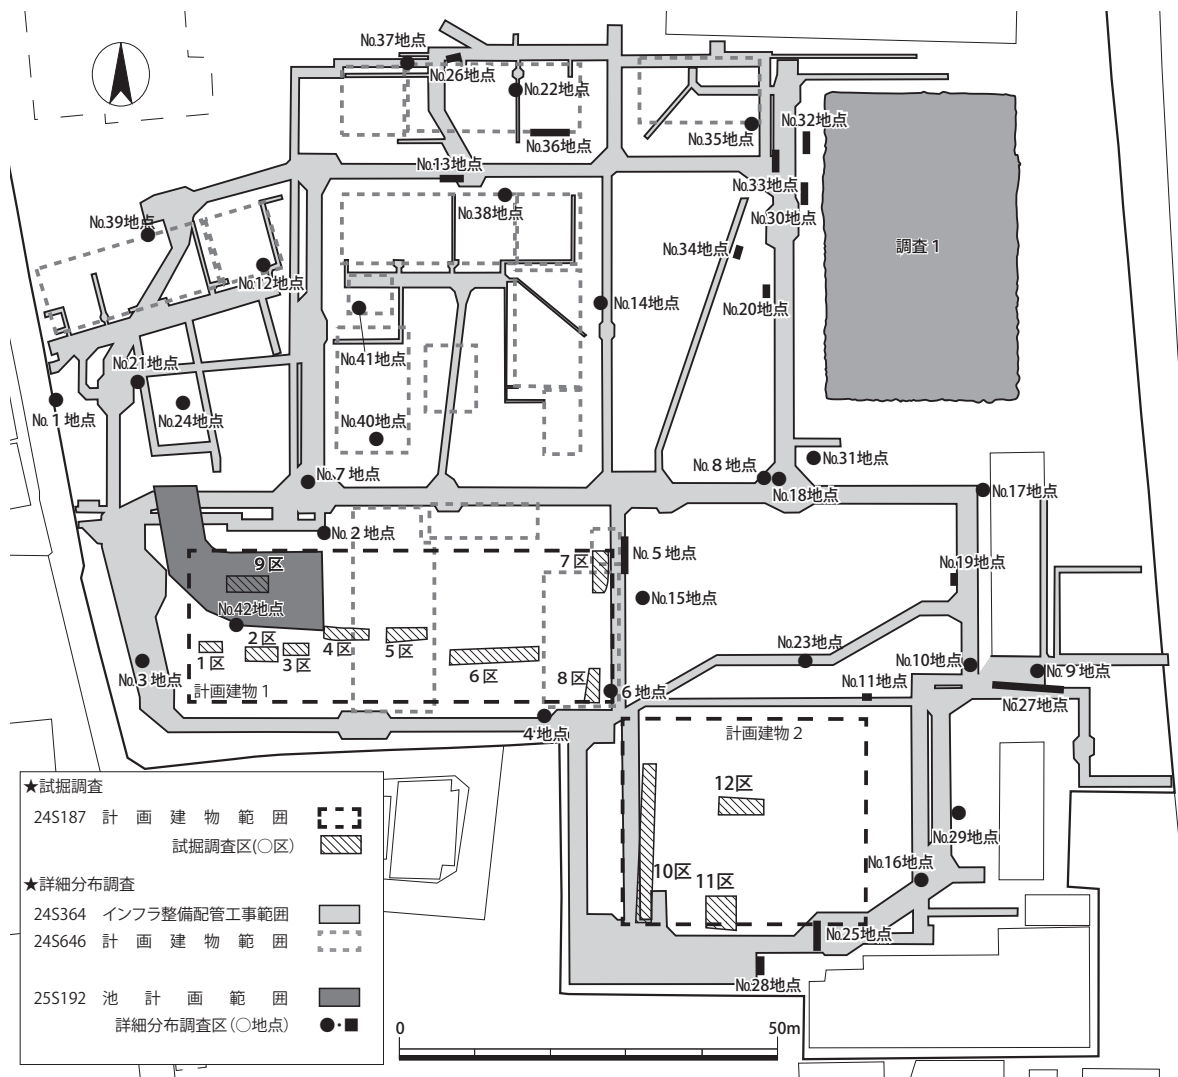 No.37地点
No.26地点
No.22地点
No.36地点
No.35地点
No.32地点
No.13地点
No.33地点
No.30地点
No.38地点
No.39地点
No.34地点
調査 1
No.12地点
No.14地点
No.20地点
No.41地点
No.21地点
No. 1 地点
No.24地点
No.40地点
No. 7 地点
No. 8 地点
No.31地点
No.18地点
No.17地点
No. 2 地点
9区
7区
No. 5 地点
No.19地点
No.42地点
No.15地点
1区
2区
3区
4区
5区
6区
8区
No.23地点
No.10地点
No. 9 地点
No. 3 地点
計画建物 1
6 地点
No.11地点
No.27地点
4 地点
計画建物 2
12区
10区
11区
No.29地点
No.16地点
No.25地点
No.28地点
★試掘調査
24S187 計画建物範囲
試掘調査区(○区)
★詳細分布調査
24S364 インフラ整備配管工事範囲
24S646 計画建物範囲
25S192 池計画範囲
詳細分布調査区(○地点) ●・■
0 50m